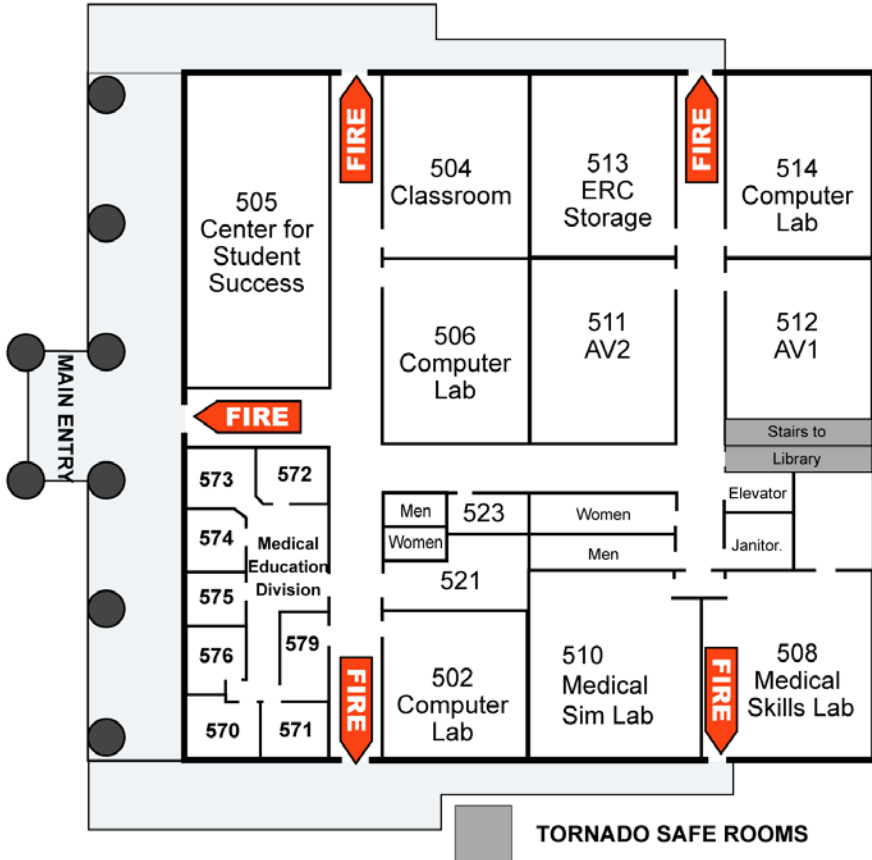 FIRE
FIRE
504
Classroom
513
ERC
Storage
514
Computer
Lab
505
Center for
Student
Success
506
Computer
Lab
511
AV2
512
AV1
MAIN ENTRY
FIRE
Stairs to
Library
573
572
Elevator
Men
523
Women
574
Medical
Education
Division
Women
Men
Janitor.
521
575
579
576
502
Computer
Lab
510
Medical
Sim Lab
508
Medical
Skills Lab
FIRE
FIRE
570
571
TORNADO SAFE ROOMS